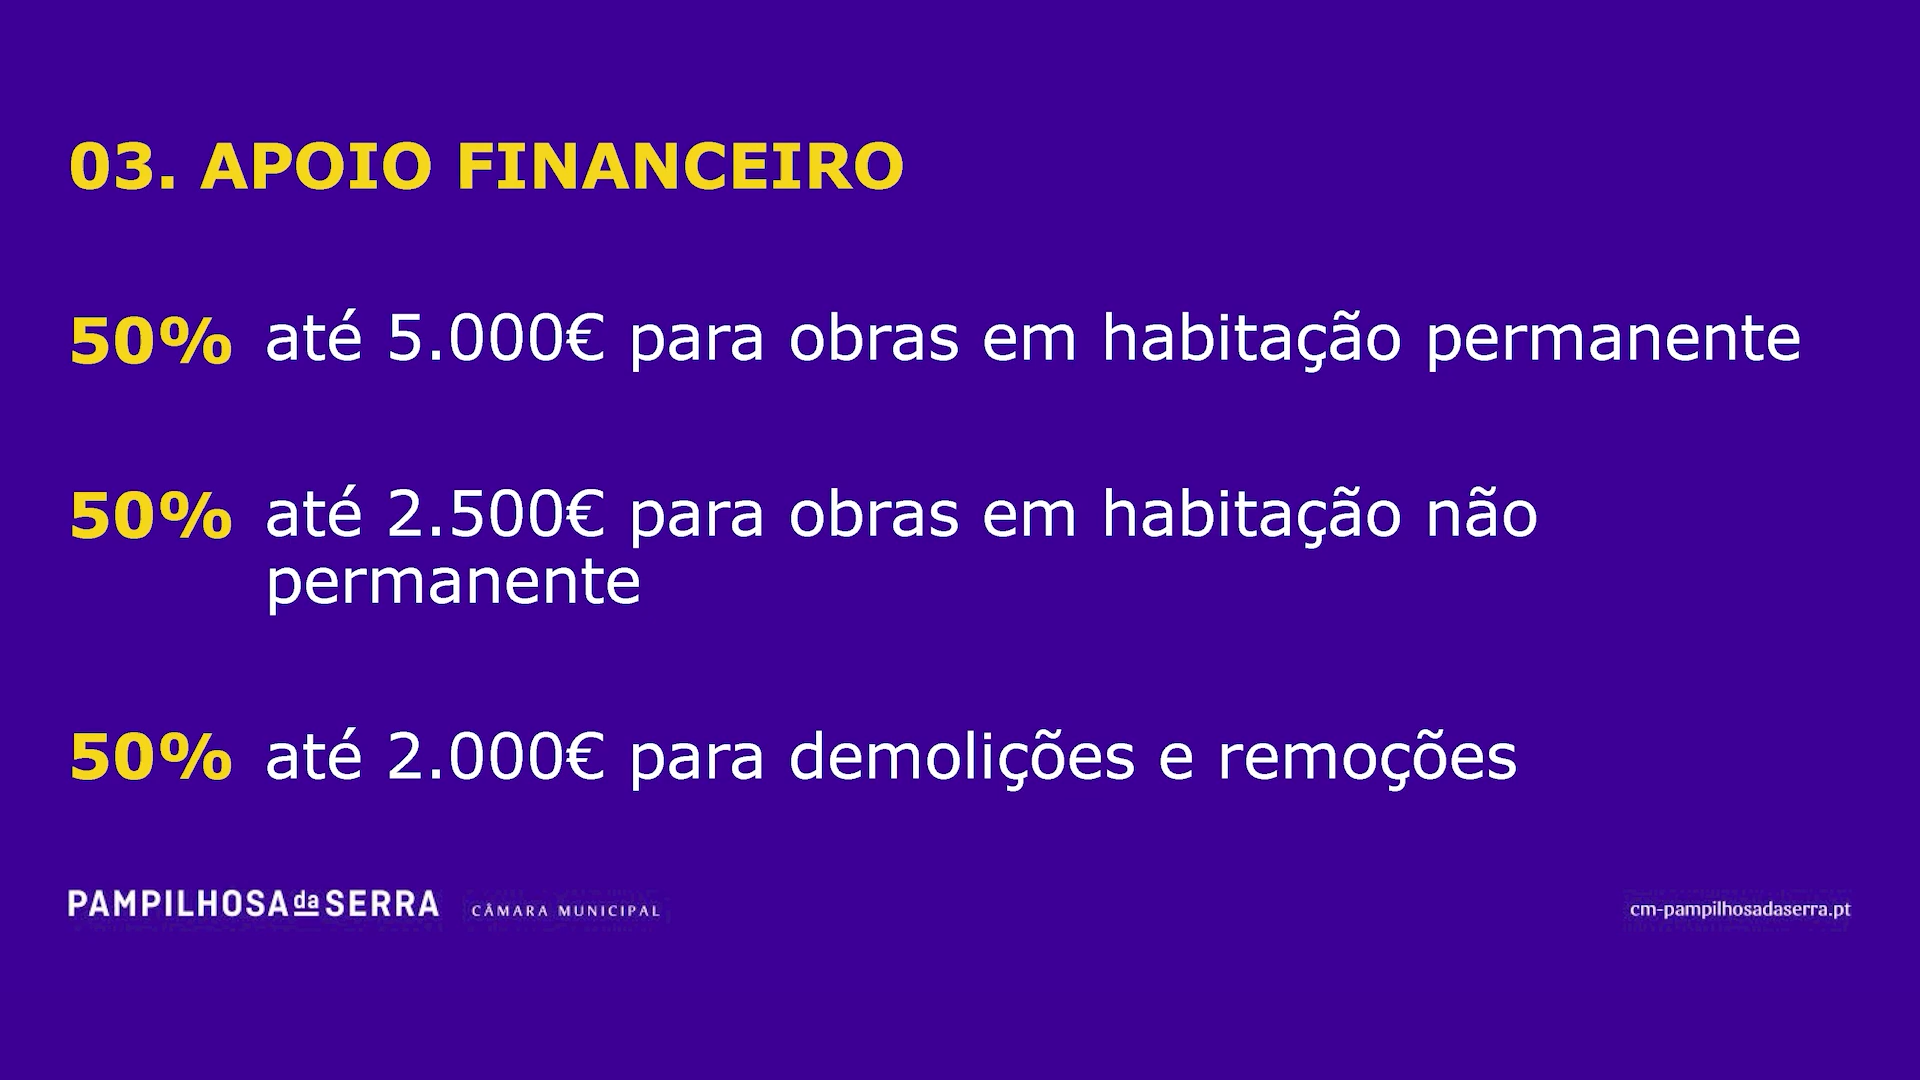 03. APOIO FINANCEIRO
50% até 5.000€ para obras em habitação permanente
50% até 2.500€ para obras em habitação não
permanente
50% até 2.000€ para demolições e remoções
PAMPILHOSA da SERRA CÂMARA MUNICIPAL
cm-pampilhosadaserra.pt